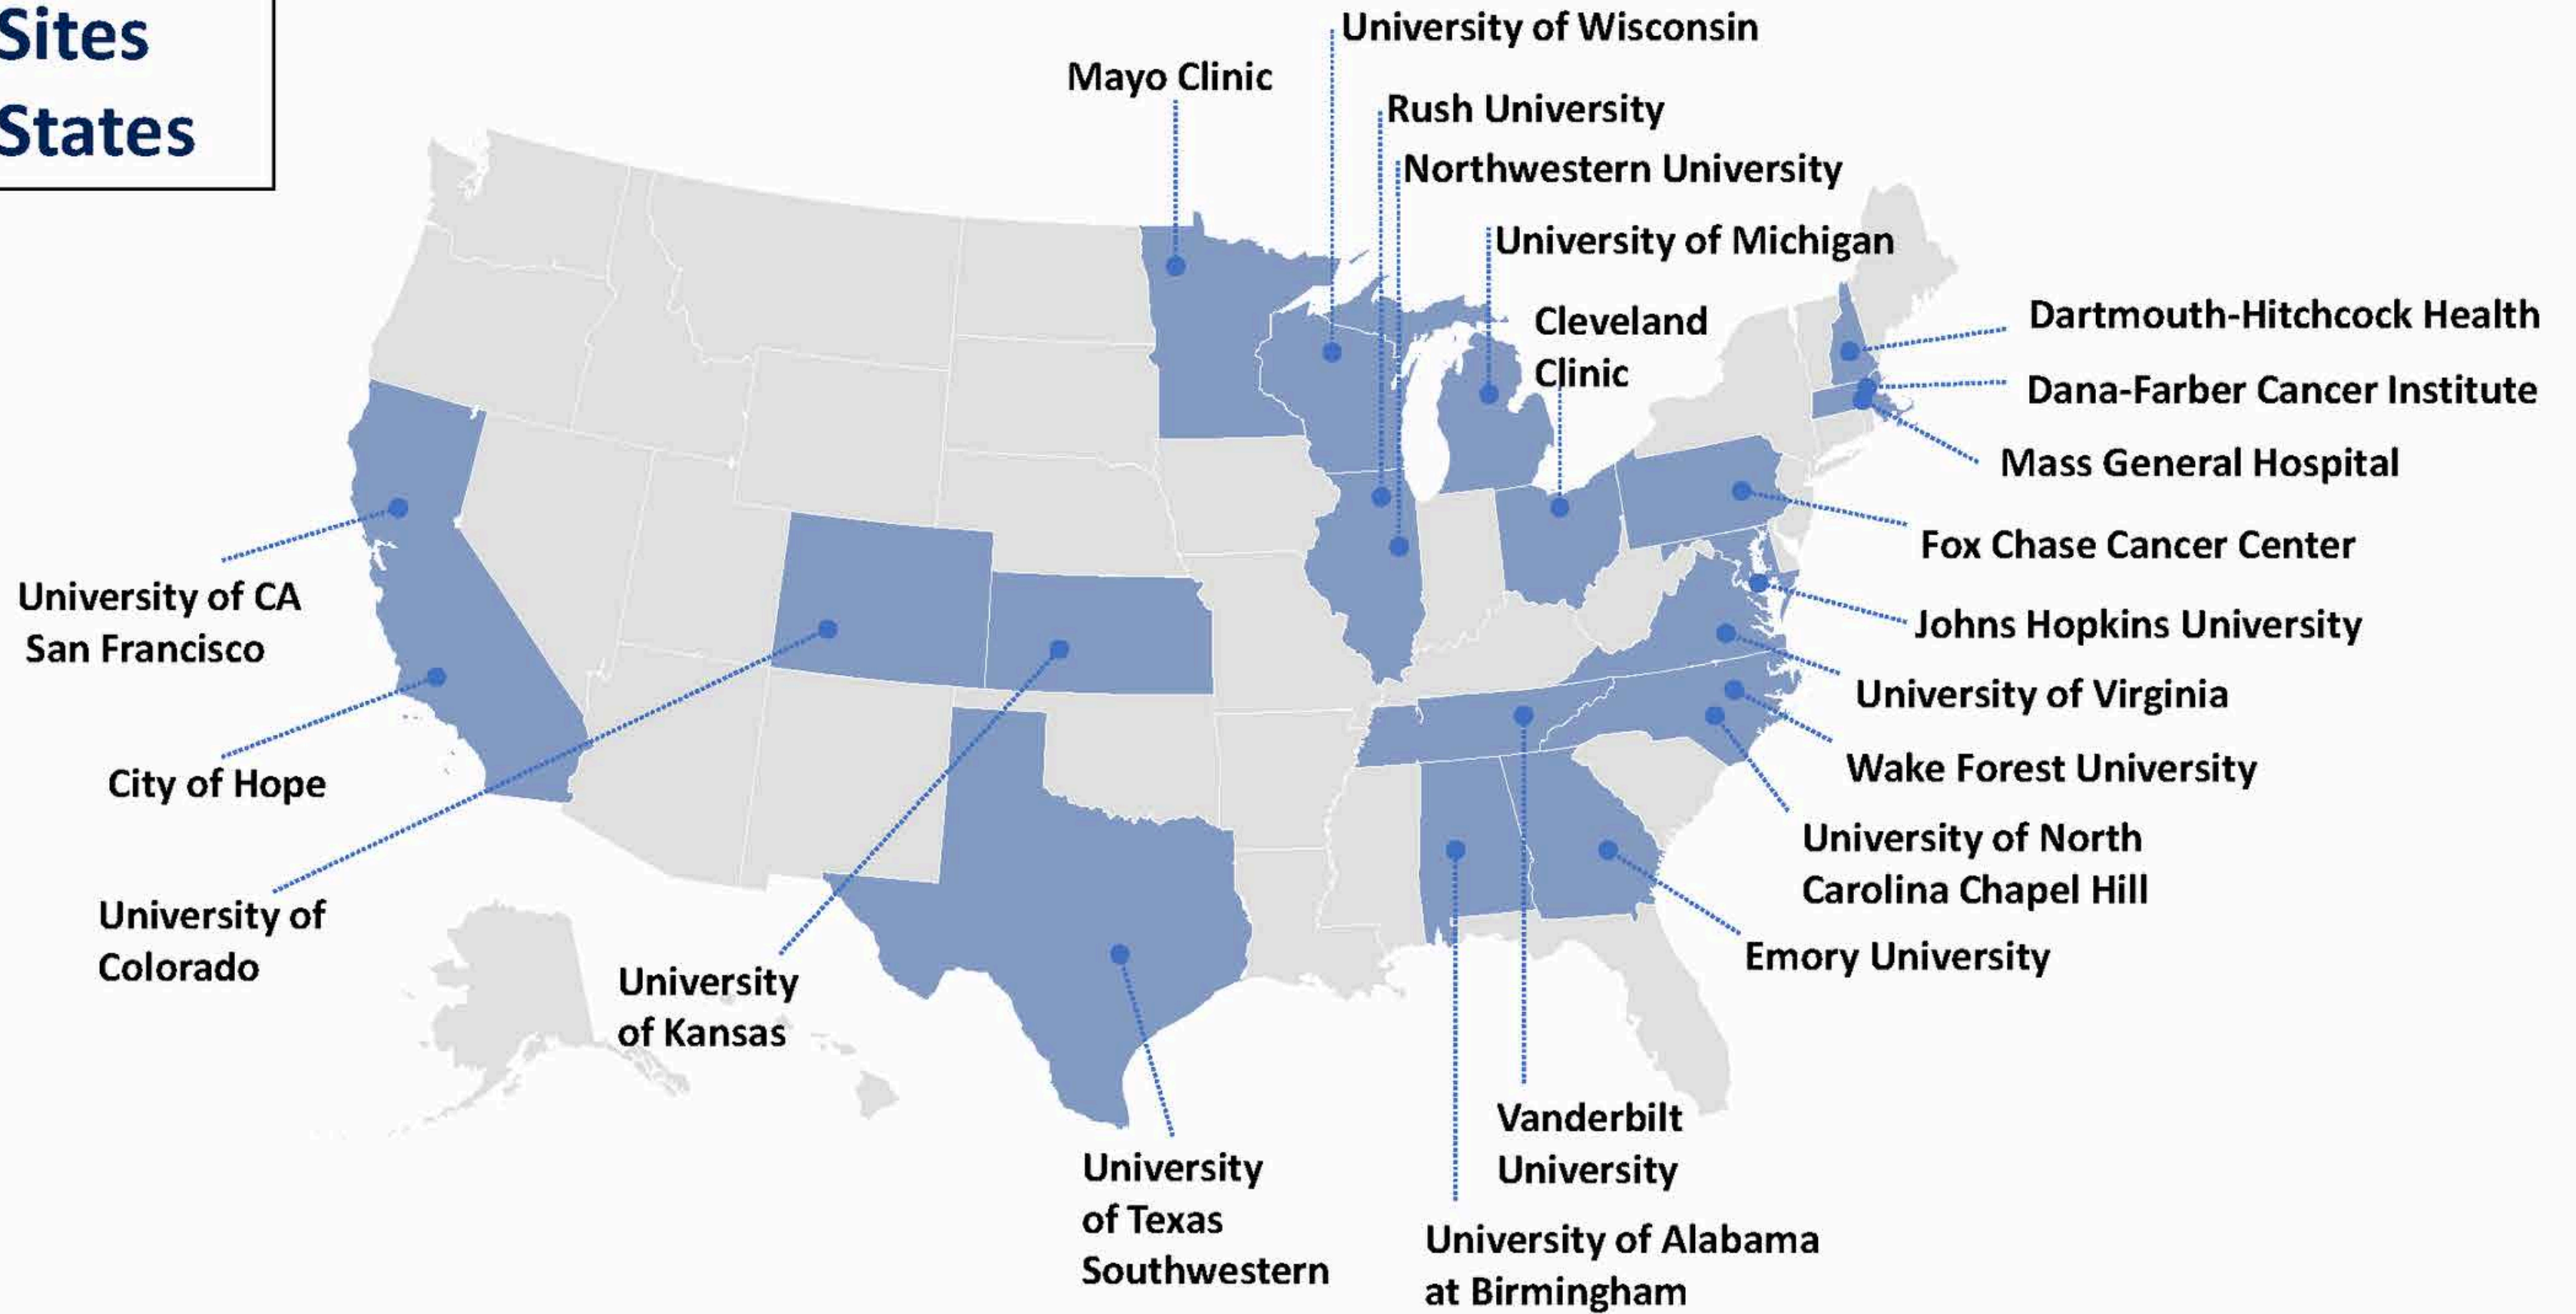 Sites
States
University of Wisconsin
Mayo Clinic
Rush University
Northwestern University
University of Michigan
Cleveland
Clinic
Dartmouth-Hitchcock Health
Dana-Farber Cancer Institute
Mass General Hospital
Fox Chase Cancer Center
Johns Hopkins University
University of Virginia
Wake Forest University
University of North
Carolina Chapel Hill
Emory University
University of CA
San Francisco
City of Hope
University of
Colorado
University
of Kansas
University
of Texas
Southwestern
Vanderbilt
University
University of Alabama
at Birmingham